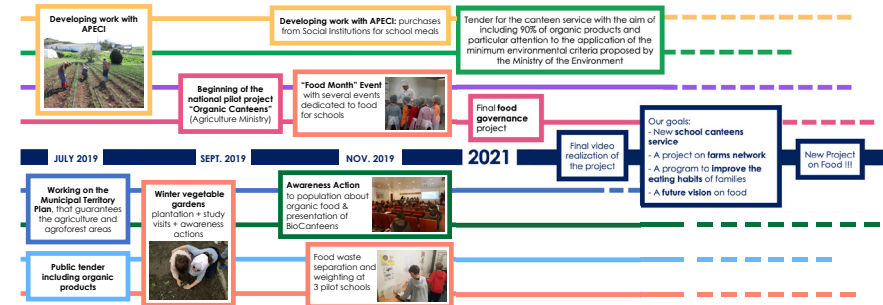 Developing work with
APECI
Developing work with APECI: purchases
from Social Institutions for school meals
Tender for the canteen service with the aim of
including 90% of organic products and
particular attention to the application of the
minimum environmental criteria proposed by
the Ministry of the Environment
Beginning of the
national pilot project
"Organic Canteens"
(Agriculture Ministry)
"Food Month" Event
with several events
dedicated to food
for schools
Final food
governance
project
Our goals:
- New school canteens
service
- A project on farms network
- A program to improve the
eating habits of families
- A future vision on food
JULY 2019
SEPT. 2019
NOV. 2019
2021
Final video
realization of
the project
New Project
on Food !!!
Working on the
Municipal Territory
Plan, that guarantees
the agriculture and
agroforest areas
Winter vegetable
gardens
plantation + study
visits + awareness
actions
Awareness Action
to population about
organic food &
presentation of
BioCanteens
Public tender
including organic
products
Food waste
separation and
weighting at
3 pilot schools